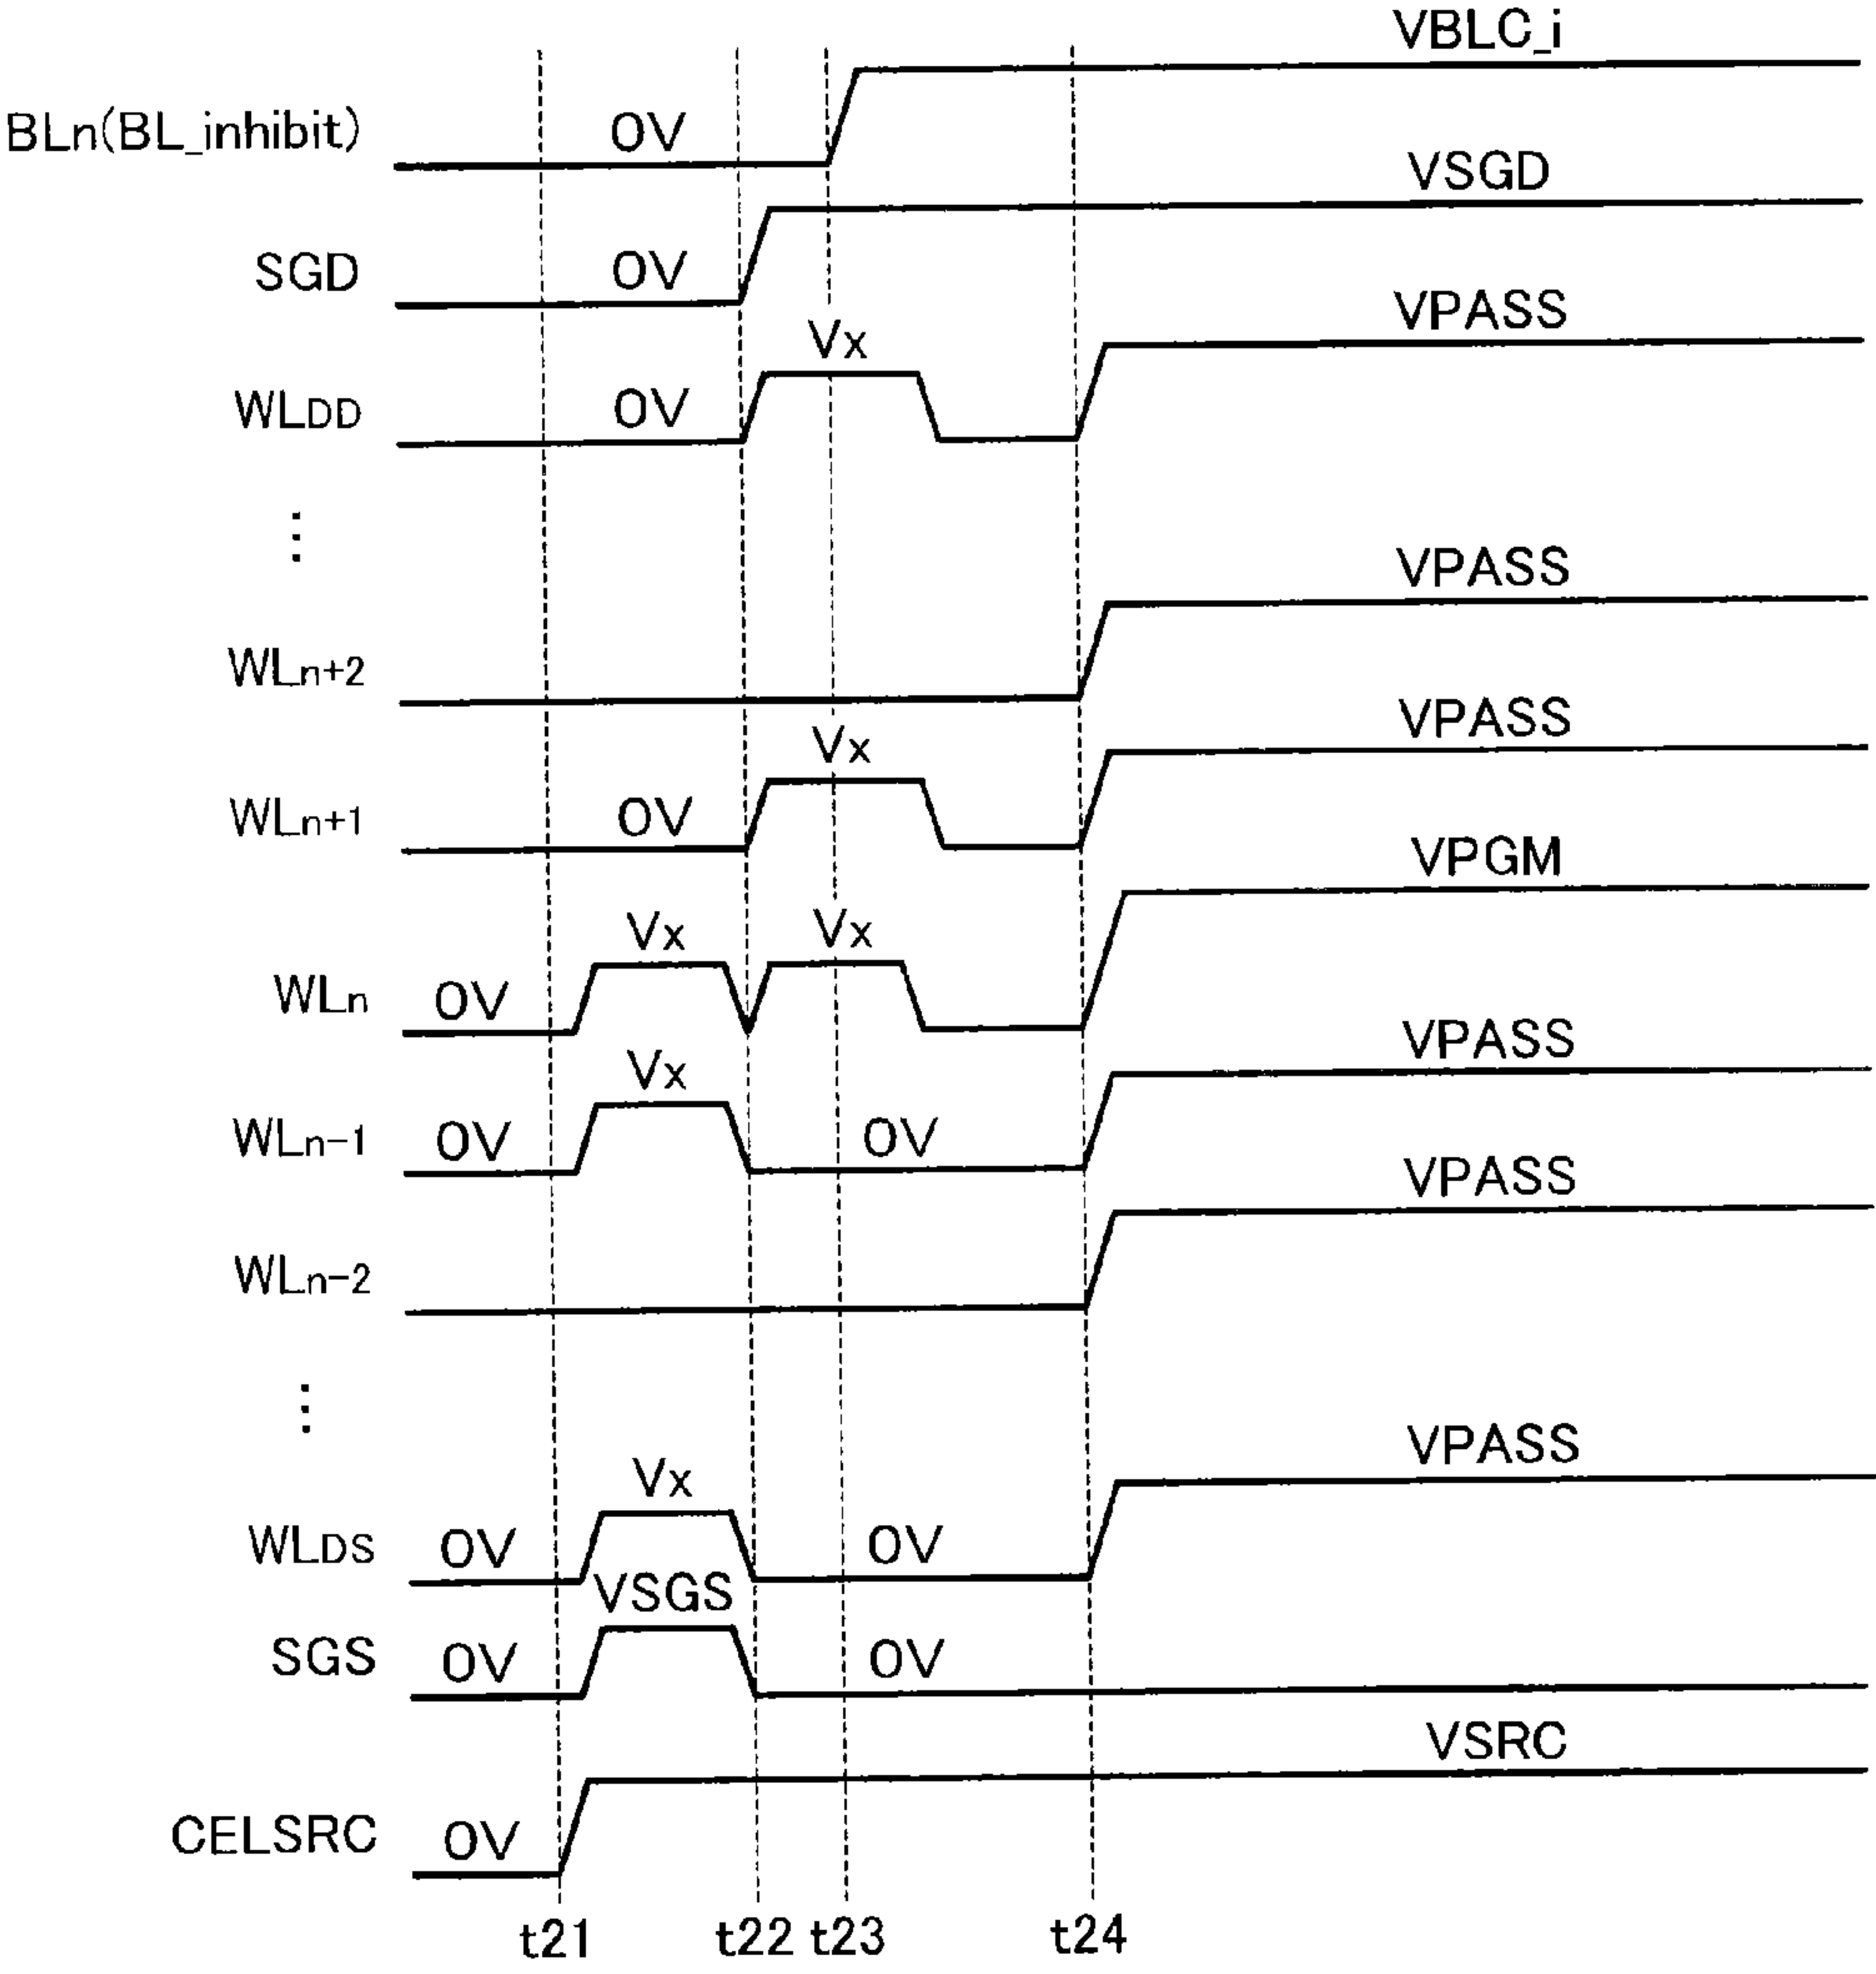 VBLC_i
BLn(BL_inhibit) 0V
VSGD
SGD 0V
VPASS
Vx
WLDD 0V
VPASS
WLn+2
VPASS
Vx
WLn+1 0V
VPGM
Vx Vx
WLn 0V
VPASS
Vx
WLn-1 0V 0V
VPASS
WLn-2
VPASS
Vx
WLDS 0V 0V
VSGS
SGS 0V 0V
VSRC
CELSRC 0V
t21 t22 t23 t24